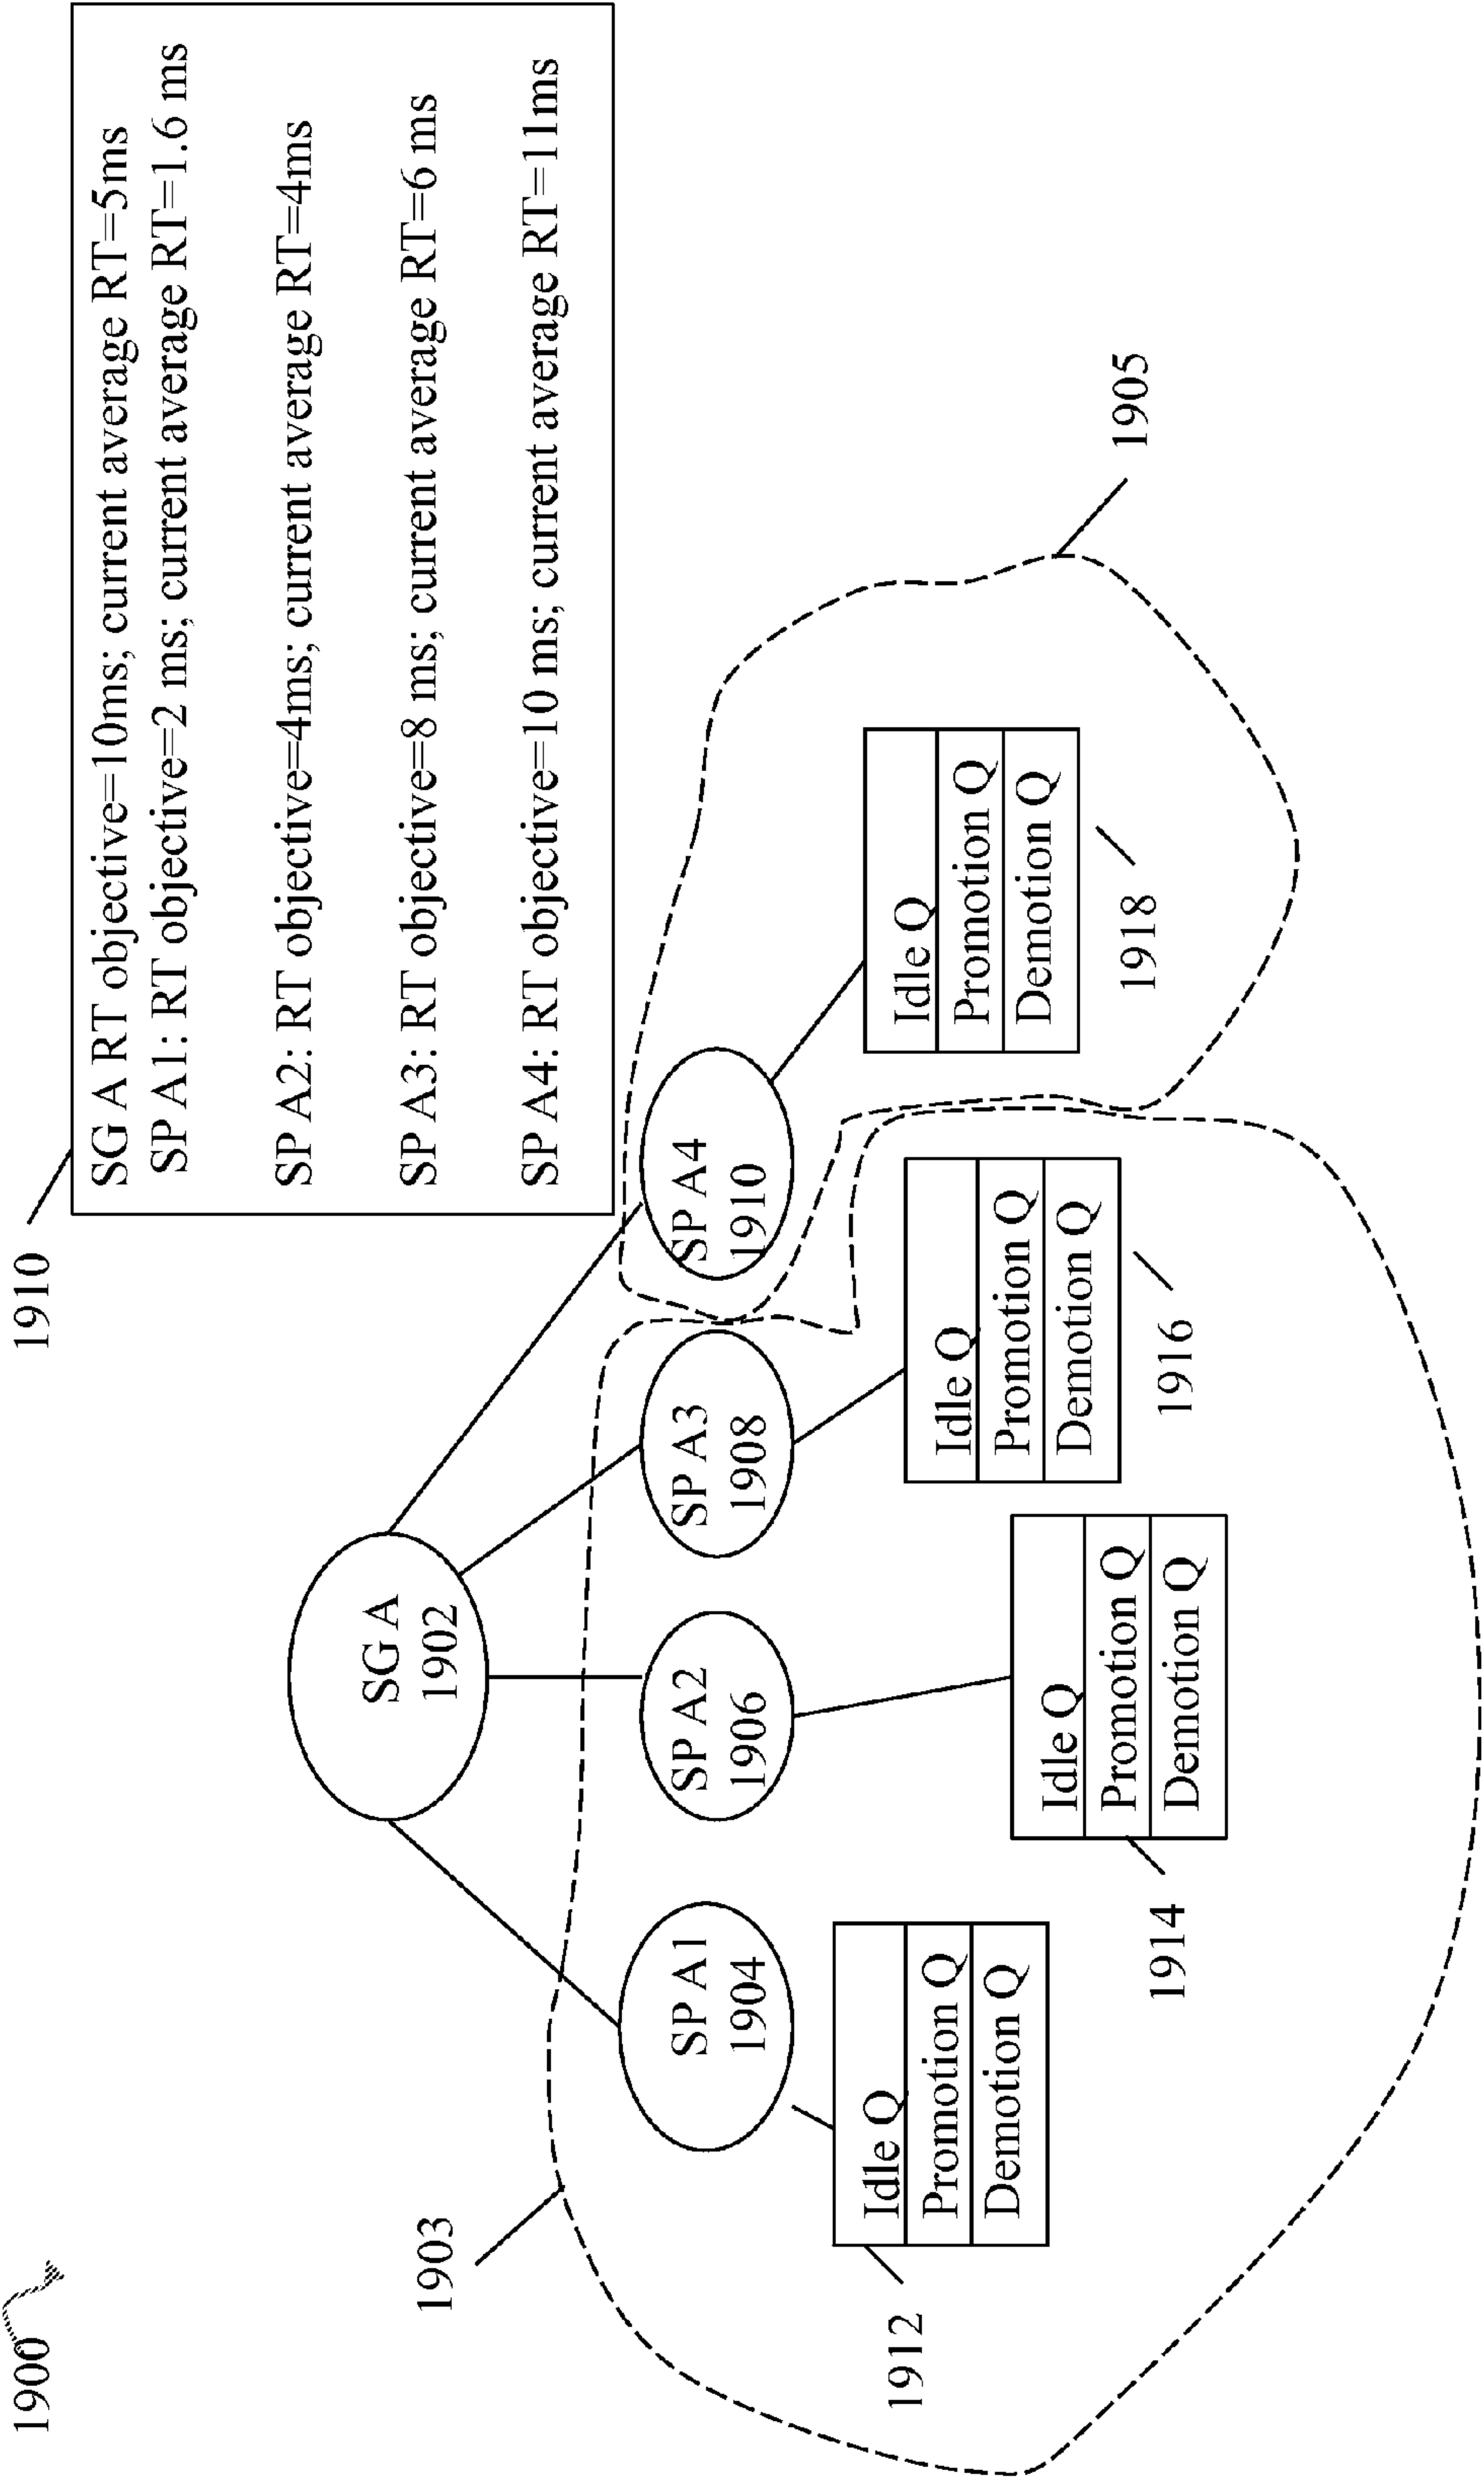 1900
1910
SG A RT objective=10ms; current average RT=5ms
SP A1: RT objective=2 ms; current average RT=1.6 ms
SP A2: RT objective=4ms; current average RT=4ms
SP A3: RT objective=8 ms; current average RT=6 ms
SP A4: RT objective=10 ms; current average RT=11ms
SG A
1902
1903
SP A1
1904
SP A2
1906
SP A3
1908
SP A4
1910
1905
Idle Q
Promotion Q
Demotion Q
1912
Idle Q
Promotion Q
Demotion Q
1914
Idle Q
Promotion Q
Demotion Q
1916
Idle Q
Promotion Q
Demotion Q
1918